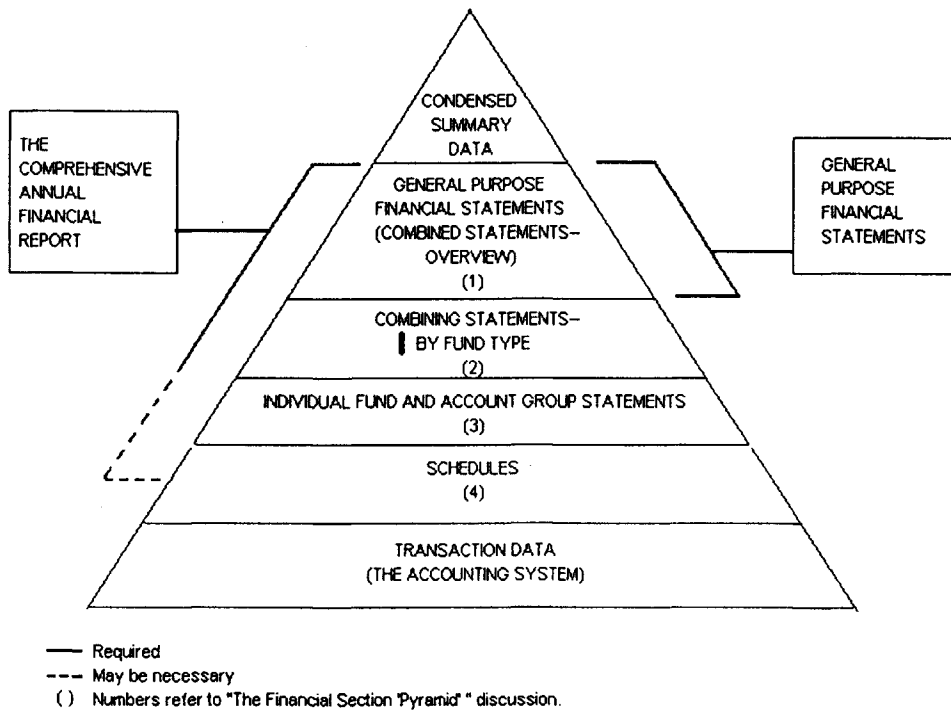 CONDENSED
SUMMARY
DATA
THE
COMPREHENSIVE
ANNUAL
FINANCIAL
REPORT
GENERAL PURPOSE
FINANCIAL STATEMENTS
(COMBINED STATEMENTS-
OVERVIEW)
(1)
GENERAL
PURPOSE
FINANCIAL
STATEMENTS
COMBINING STATEMENTS-
BY FUND TYPE
(2)
INDIVIDUAL FUND AND ACCOUNT GROUP STATEMENTS
(3)
SCHEDULES
(4)
TRANSACTION DATA
(THE ACCOUNTING SYSTEM)
Required
May be necessary
( ) Numbers refer to "The Financial Section 'Pyramid' " discussion.